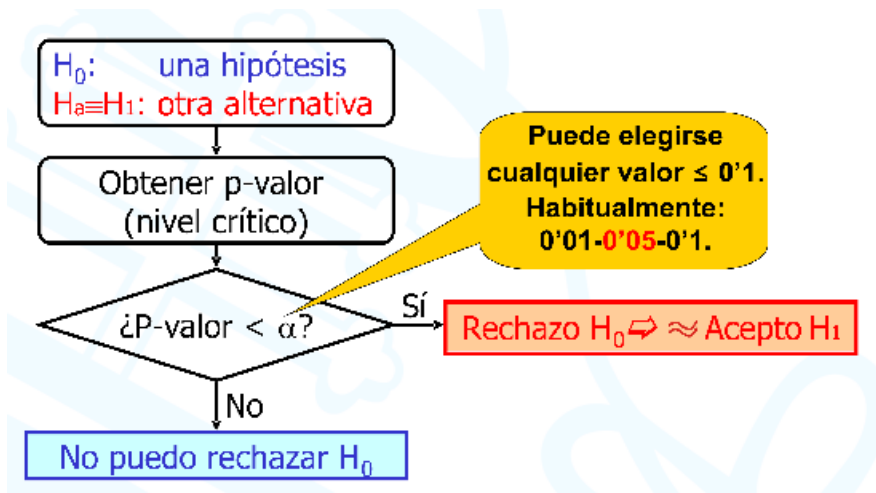 H₀: una hipótesis
Ha≡H1: otra alternativa
Obtener p-valor
(nivel crítico)
Puede elegirse
cualquier valor ≤ 0'1.
Habitualmente:
0'01-0'05-0'1.
¿P-valor < α?
Sí
Rechazo H₀ ⇨ ≈ Acepto H1
No
No puedo rechazar H₀